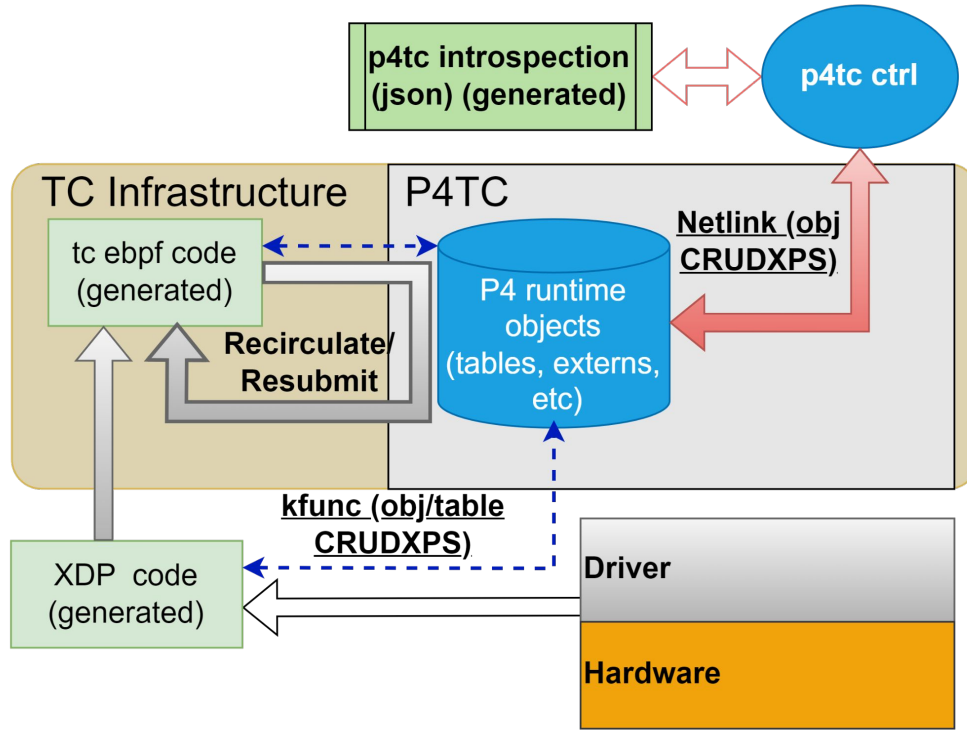 p4tc introspection
(json) (generated)
p4tc ctrl
TC Infrastructure
P4TC
tc ebpf code
(generated)
Netlink (obj
CRUDXPS)
P4 runtime
objects
(tables, externs,
etc)
Recirculate/
Resubmit
kfunc (obj/table
CRUDXPS)
XDP code
(generated)
Driver
Hardware